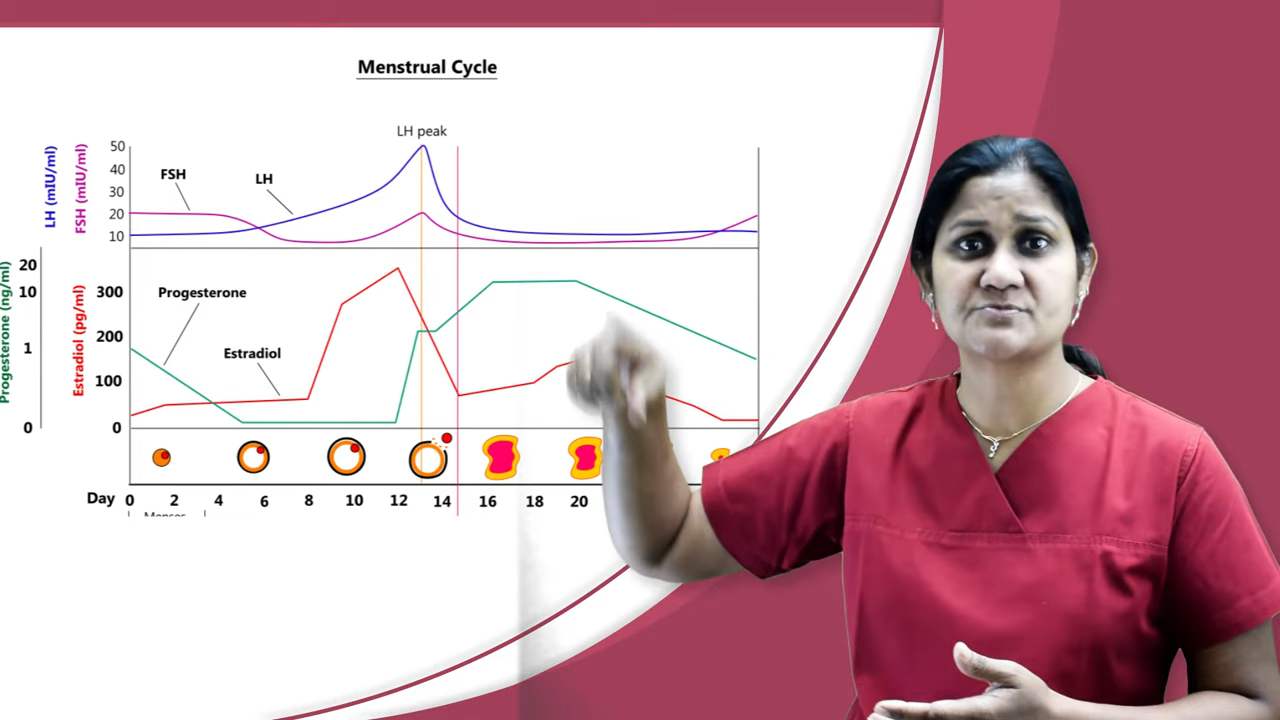 Menstrual Cycle
LH peak
LH (mIU/ml)
FSH (mIU/ml)
50
40
30
20
10
FSH
LH
Progesterone (ng/ml)
20
10
1
0
Estradiol (pg/ml)
300
200
100
0
Progesterone
Estradiol
Day 0 2 4 6 8 10 12 14 16 18 20
Menses